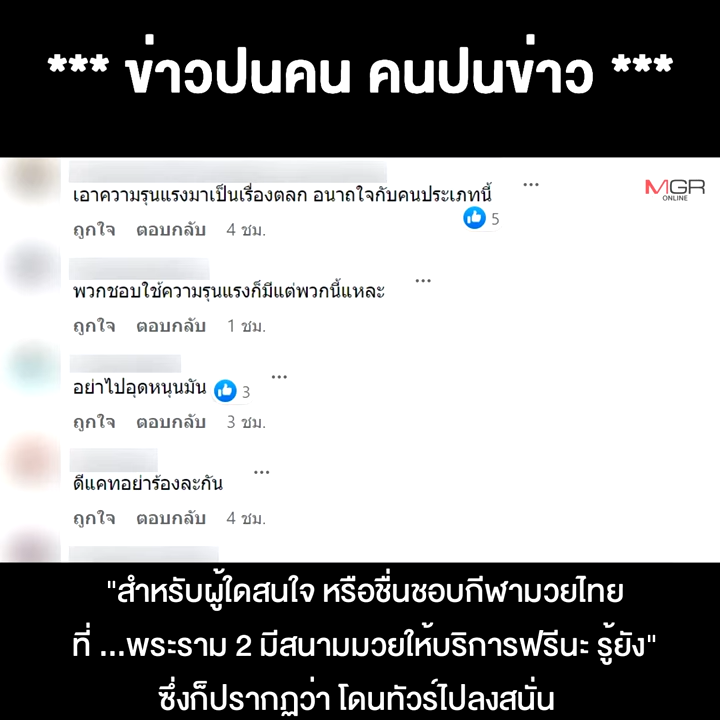 *** ข่าวปนคน คนปนข่าว ***
MGR
ONLINE
เอาความรุนแรงมาเป็นเรื่องตลก อนาถใจกับคนประเภทนี้ ...
5
ถูกใจ ตอบกลับ 4 ชม.
พวกชอบใช้ความรุนแรงก็มีแต่พวกนี้แหละ ...
ถูกใจ ตอบกลับ 1 ชม.
อย่าไปอุดหนุนมัน 3 ...
ถูกใจ ตอบกลับ 3 ชม.
ดีแคทอย่าร้องละกัน ...
ถูกใจ ตอบกลับ 4 ชม.
"สำหรับผู้ใดสนใจ หรือชื่นชอบกีฬามวยไทย
ที่ ...พระราม 2 มีสนามมวยให้บริการฟรีนะ รู้ยัง"
ซึ่งก็ปรากฏว่า โดนทัวร์ไปลงสนั่น